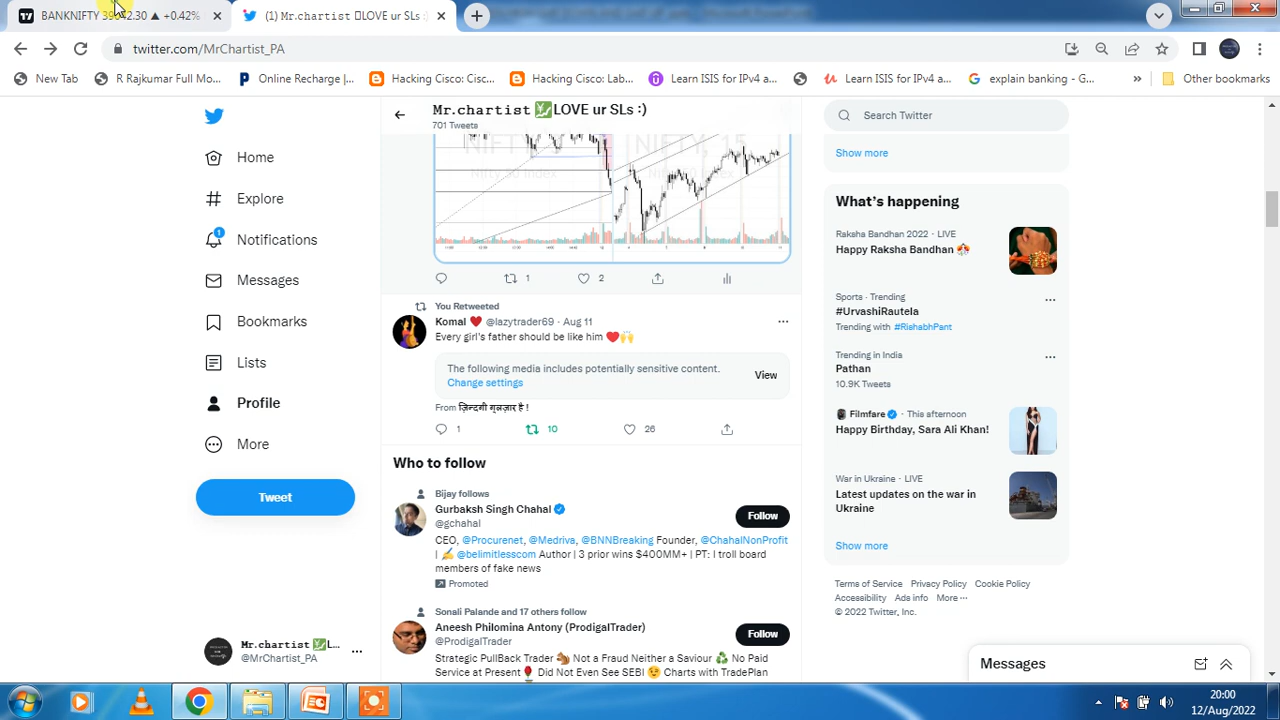 BANKNIFTY 39042.30 ▲ +0.42%
Mr.chartist 💹LOVE ur SLs :)
twitter.com/MrChartist_PA
New Tab
R Rajkumar Full Mo...
Online Recharge |...
Hacking Cisco: Cisc...
Hacking Cisco: Lab...
Learn ISIS for IPv4 a...
Learn ISIS for IPv4 a...
explain banking - G...
»
Other bookmarks
Home
Explore
1
Notifications
Messages
Bookmarks
Lists
Profile
More
Tweet
Mr.chartist 💹L...
@MrChartist_PA
Mr.chartist 💹LOVE ur SLs :)
701 Tweets
NIFTY, 15
Nifty 50 Index
1
2
You Retweeted
Komal ❤️ @lazytrader69 · Aug 11
Every girl's father should be like him ❤️🙌
The following media includes potentially sensitive content.
Change settings
View
From ज़िन्दगी गुलज़ार है !
1
10
26
Who to follow
Bijay follows
Gurbaksh Singh Chahal
@gchahal
Follow
CEO, @Procurenet, @Medriva, @BNNBreaking Founder, @ChahalNonProfit
| ✍️ @belimitlesscom Author | 3 prior wins $400MM+ | PT: I troll board
members of fake news
Promoted
Sonali Palande and 17 others follow
Aneesh Philomina Antony (ProdigalTrader)
@ProdigalTrader
Follow
Strategic PullBack Trader 🐿️ Not a Fraud Neither a Saviour ♻️ No Paid
Service at Present 🌹 Did Not Even See SEBI 😉 Charts with TradePlan
Search Twitter
Show more
What's happening
Raksha Bandhan 2022 · LIVE
Happy Raksha Bandhan
Sports · Trending
#UrvashiRautela
Trending with #RishabhPant
Trending in India
Pathan
10.9K Tweets
Filmfare · This afternoon
Happy Birthday, Sara Ali Khan!
War in Ukraine · LIVE
Latest updates on the war in
Ukraine
Show more
Terms of Service Privacy Policy Cookie Policy
Accessibility Ads info More ···
© 2022 Twitter, Inc.
Messages
20:00
12/Aug/2022